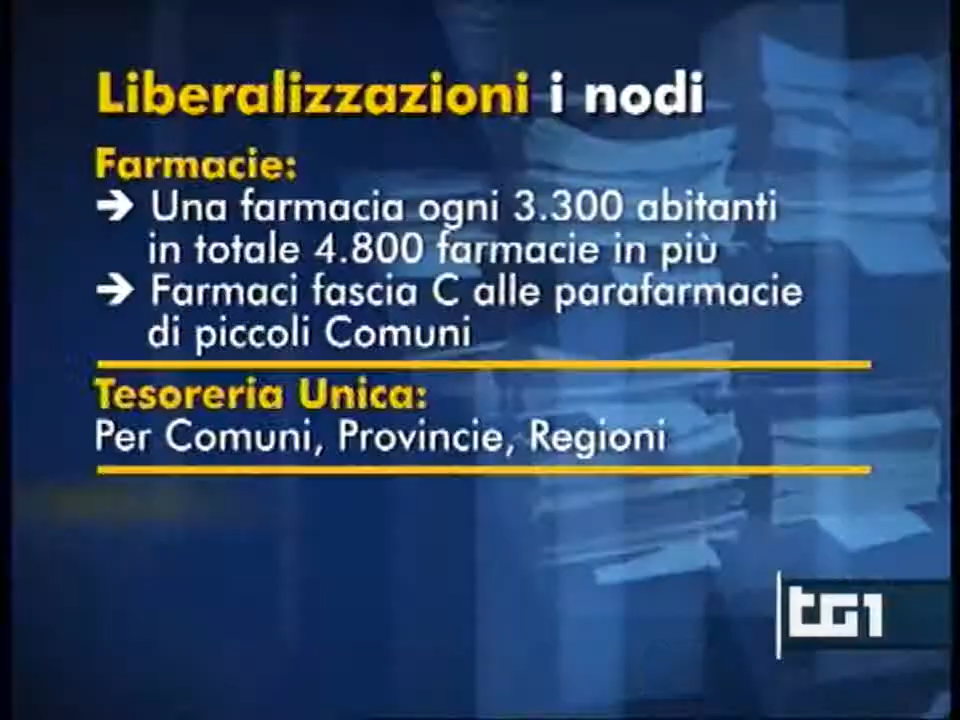 Liberalizzazioni i nodi
Farmacie:
➔ Una farmacia ogni 3.300 abitanti
in totale 4.800 farmacie in più
➔ Farmaci fascia C alle parafarmacie
di piccoli Comuni
Tesoreria Unica:
Per Comuni, Provincie, Regioni
tG1